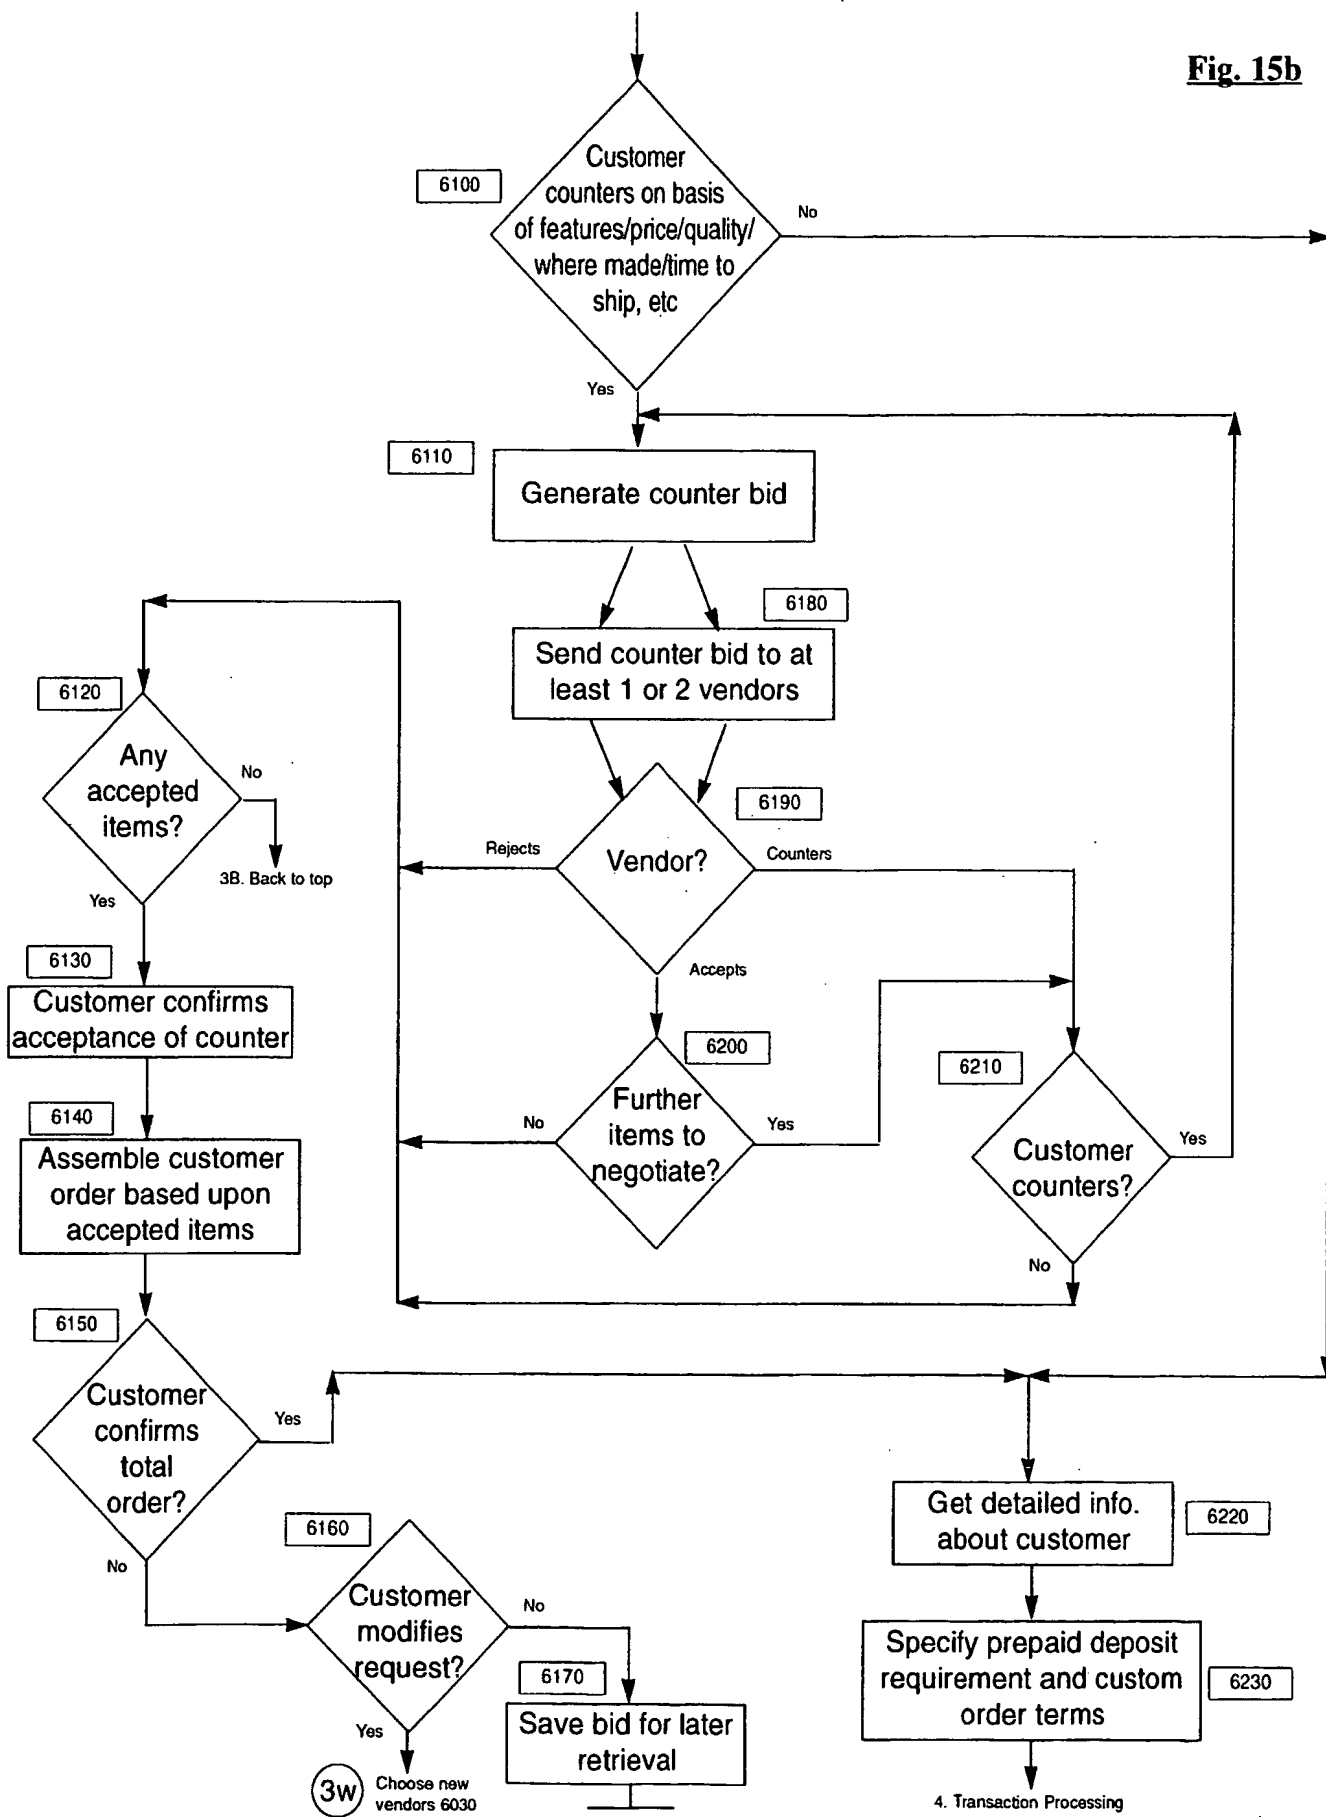 Fig. 15b
6100
Customer
counters on basis
of features/price/quality/
where made/time to
ship, etc
No
Yes
6110
Generate counter bid
6180
Send counter bid to at
least 1 or 2 vendors
6120
Any
accepted
items?
No
3B. Back to top
Yes
6190
Vendor?
Rejects
Counters
Accepts
6130
Customer confirms
acceptance of counter
6200
Further
items to
negotiate?
No
Yes
6210
Customer
counters?
Yes
No
6140
Assemble customer
order based upon
accepted items
6150
Customer
confirms
total
order?
Yes
No
6160
Customer
modifies
request?
No
Yes
3w
Choose new
vendors 6030
6170
Save bid for later
retrieval
Get detailed info.
about customer
6220
Specify prepaid deposit
requirement and custom
order terms
6230
4. Transaction Processing